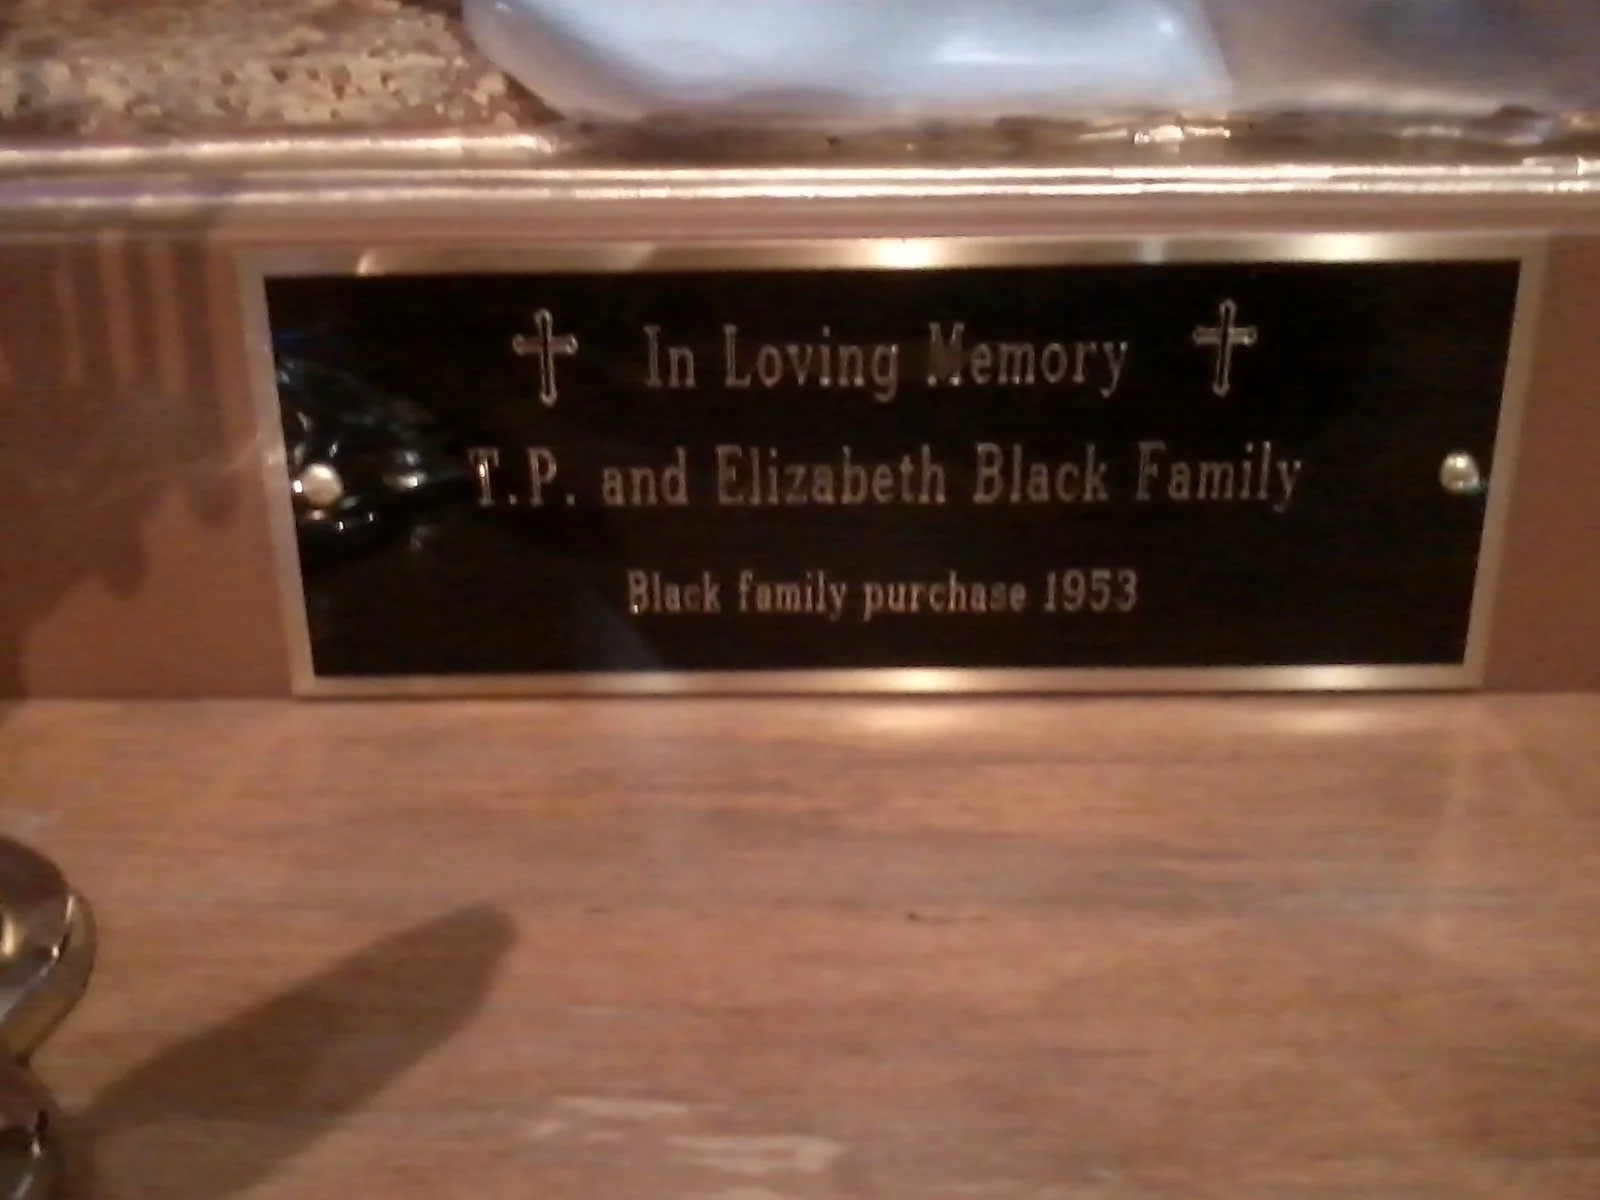 In Loving Memory
T.P. and Elizabeth Black Family
Black family purchase 1953